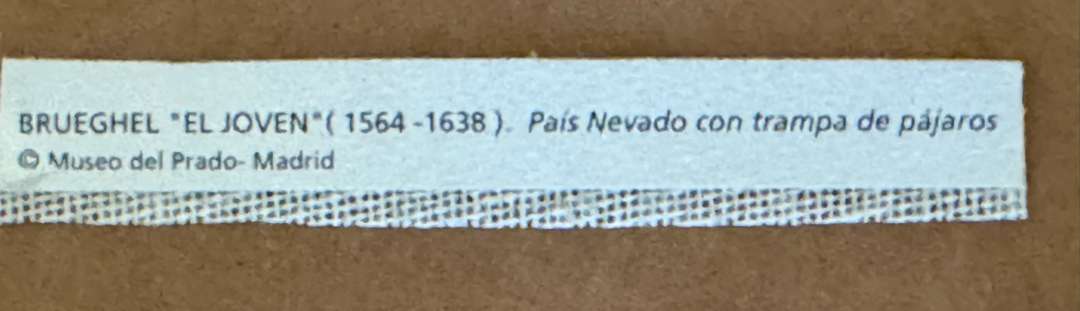 BRUEGHEL "EL JOVEN"( 1564 -1638 ). País Nevado con trampa de pájaros
© Museo del Prado- Madrid